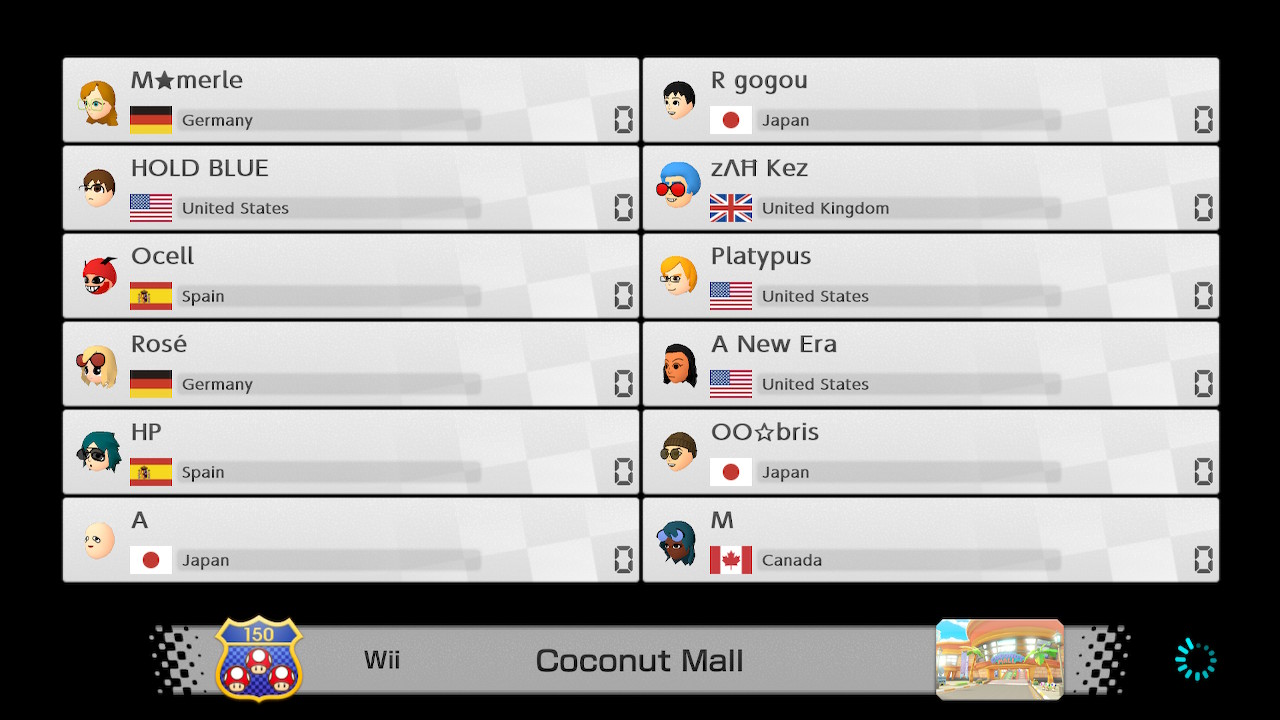 M★merle
Germany
0
R gogou
Japan
0
HOLD BLUE
United States
0
zΛĦ Kez
United Kingdom
0
Ocell
Spain
0
Platypus
United States
0
Rosé
Germany
0
A New Era
United States
0
HP
Spain
0
OO☆bris
Japan
0
A
Japan
0
M
Canada
0
150
Wii
Coconut Mall